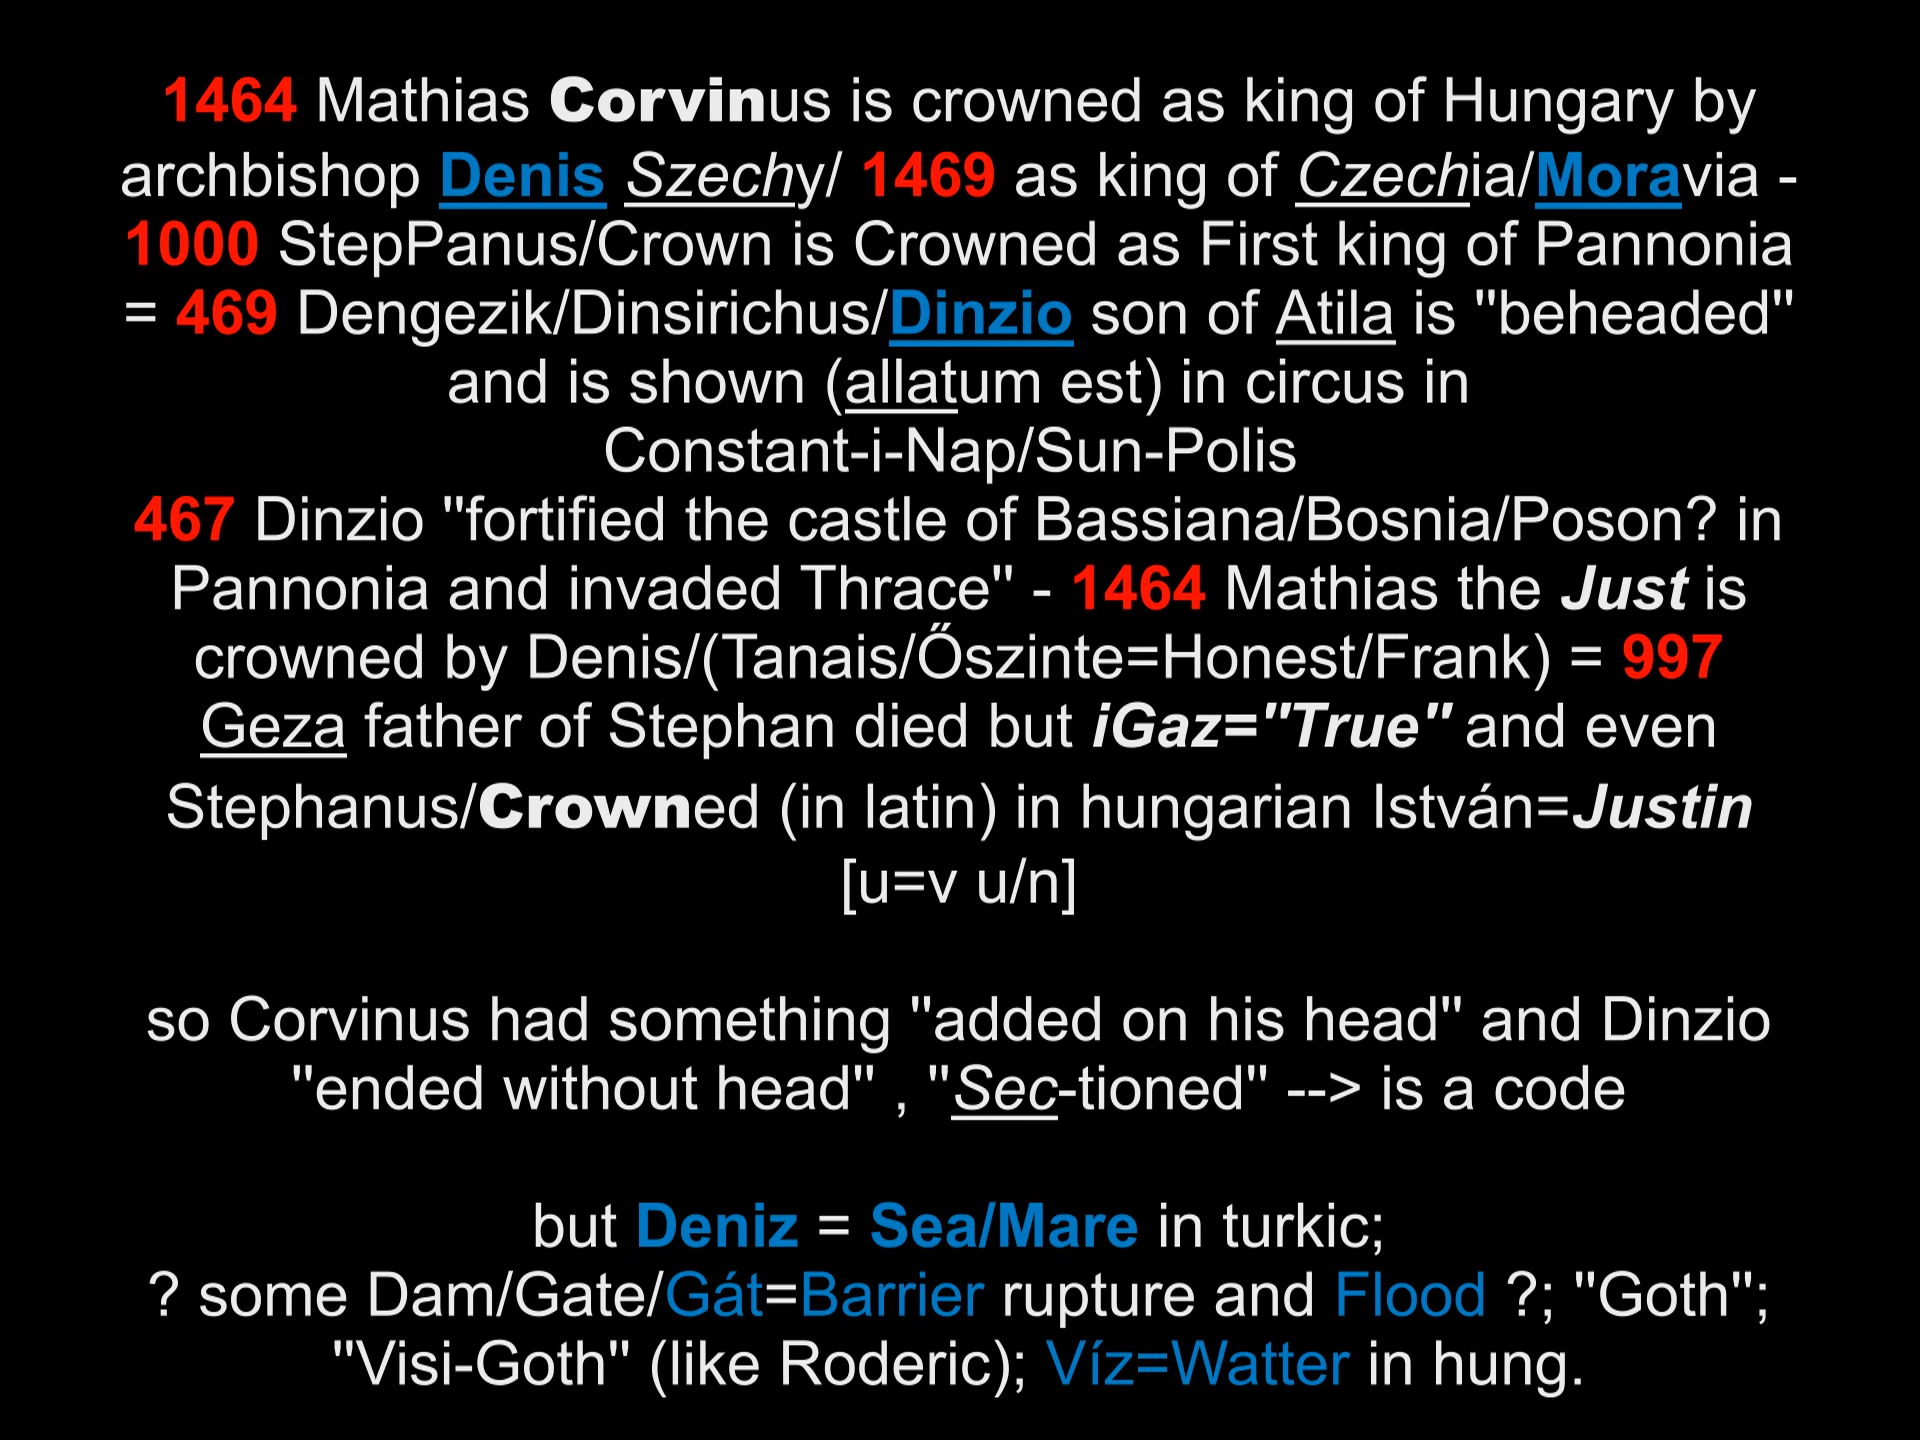 1464 Mathias Corvinus is crowned as king of Hungary by
archbishop Denis Szechy/ 1469 as king of Czechia/Moravia -
1000 StepPanus/Crown is Crowned as First king of Pannonia
= 469 Dengezik/Dinsirichus/Dinzio son of Atila is "beheaded"
and is shown (allatum est) in circus in
Constant-i-Nap/Sun-Polis
467 Dinzio "fortified the castle of Bassiana/Bosnia/Poson? in
Pannonia and invaded Thrace" - 1464 Mathias the Just is
crowned by Denis/(Tanais/Őszinte=Honest/Frank) = 997
Geza father of Stephan died but iGaz="True" and even
Stephanus/Crowned (in latin) in hungarian István=Justin
[u=v u/n]
so Corvinus had something "added on his head" and Dinzio
"ended without head" , "Sec-tioned" --> is a code
but Deniz = Sea/Mare in turkic;
? some Dam/Gate/Gát=Barrier rupture and Flood ?; "Goth";
"Visi-Goth" (like Roderic); Víz=Watter in hung.